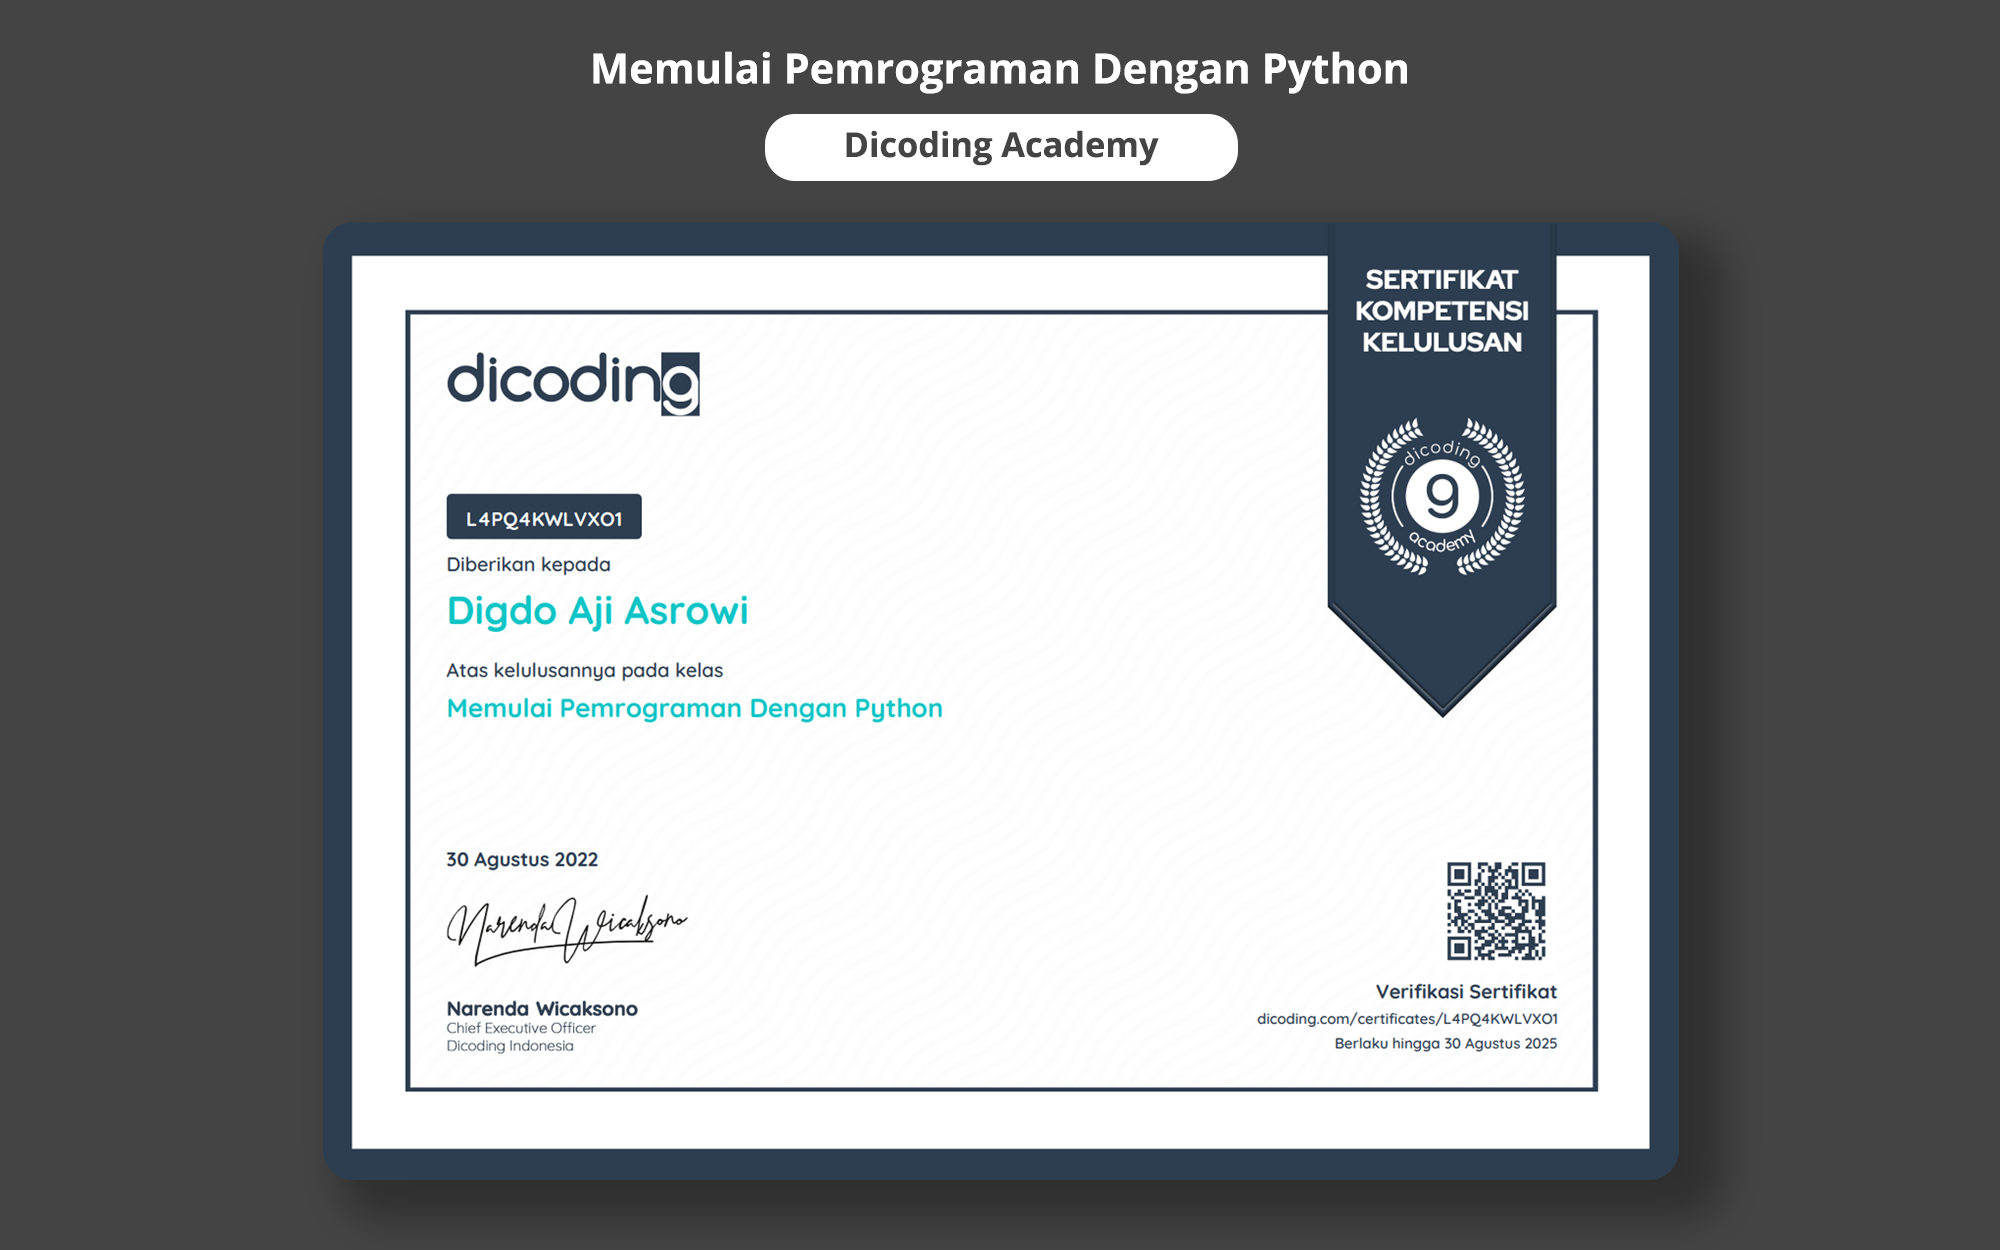 Memulai Pemrograman Dengan Python
Dicoding Academy
SERTIFIKAT
KOMPETENSI
KELULUSAN
dicoding
dicoding
g
academy
L4PQ4KWLVXO1
Diberikan kepada
Digdo Aji Asrowi
Atas kelulusannya pada kelas
Memulai Pemrograman Dengan Python
30 Agustus 2022
Narenda Wicaksono
Narenda Wicaksono
Chief Executive Officer
Dicoding Indonesia
Verifikasi Sertifikat
dicoding.com/certificates/L4PQ4KWLVXO1
Berlaku hingga 30 Agustus 2025